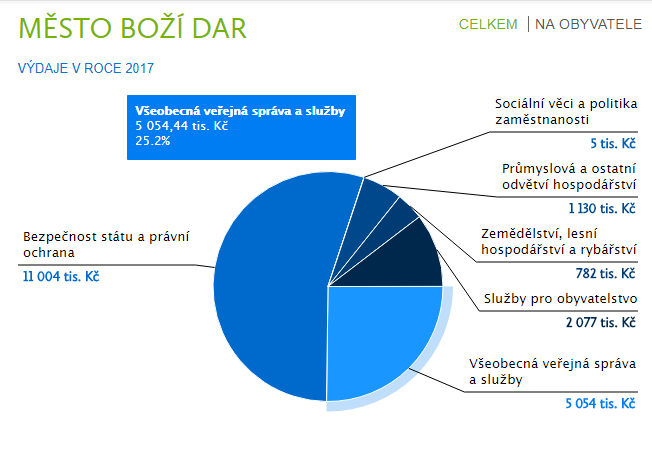 MĚSTO BOŽÍ DAR
CELKEM | NA OBYVATELE
VÝDAJE V ROCE 2017
Všeobecná veřejná správa a služby
5 054,44 tis. Kč
25.2%
Sociální věci a politika
zaměstnanosti
5 tis. Kč
Průmyslová a ostatní
odvětví hospodářství
1 130 tis. Kč
Bezpečnost státu a právní
ochrana
11 004 tis. Kč
Zemědělství, lesní
hospodářství a rybářství
782 tis. Kč
Služby pro obyvatelstvo
2 077 tis. Kč
Všeobecná veřejná správa
a služby
5 054 tis. Kč